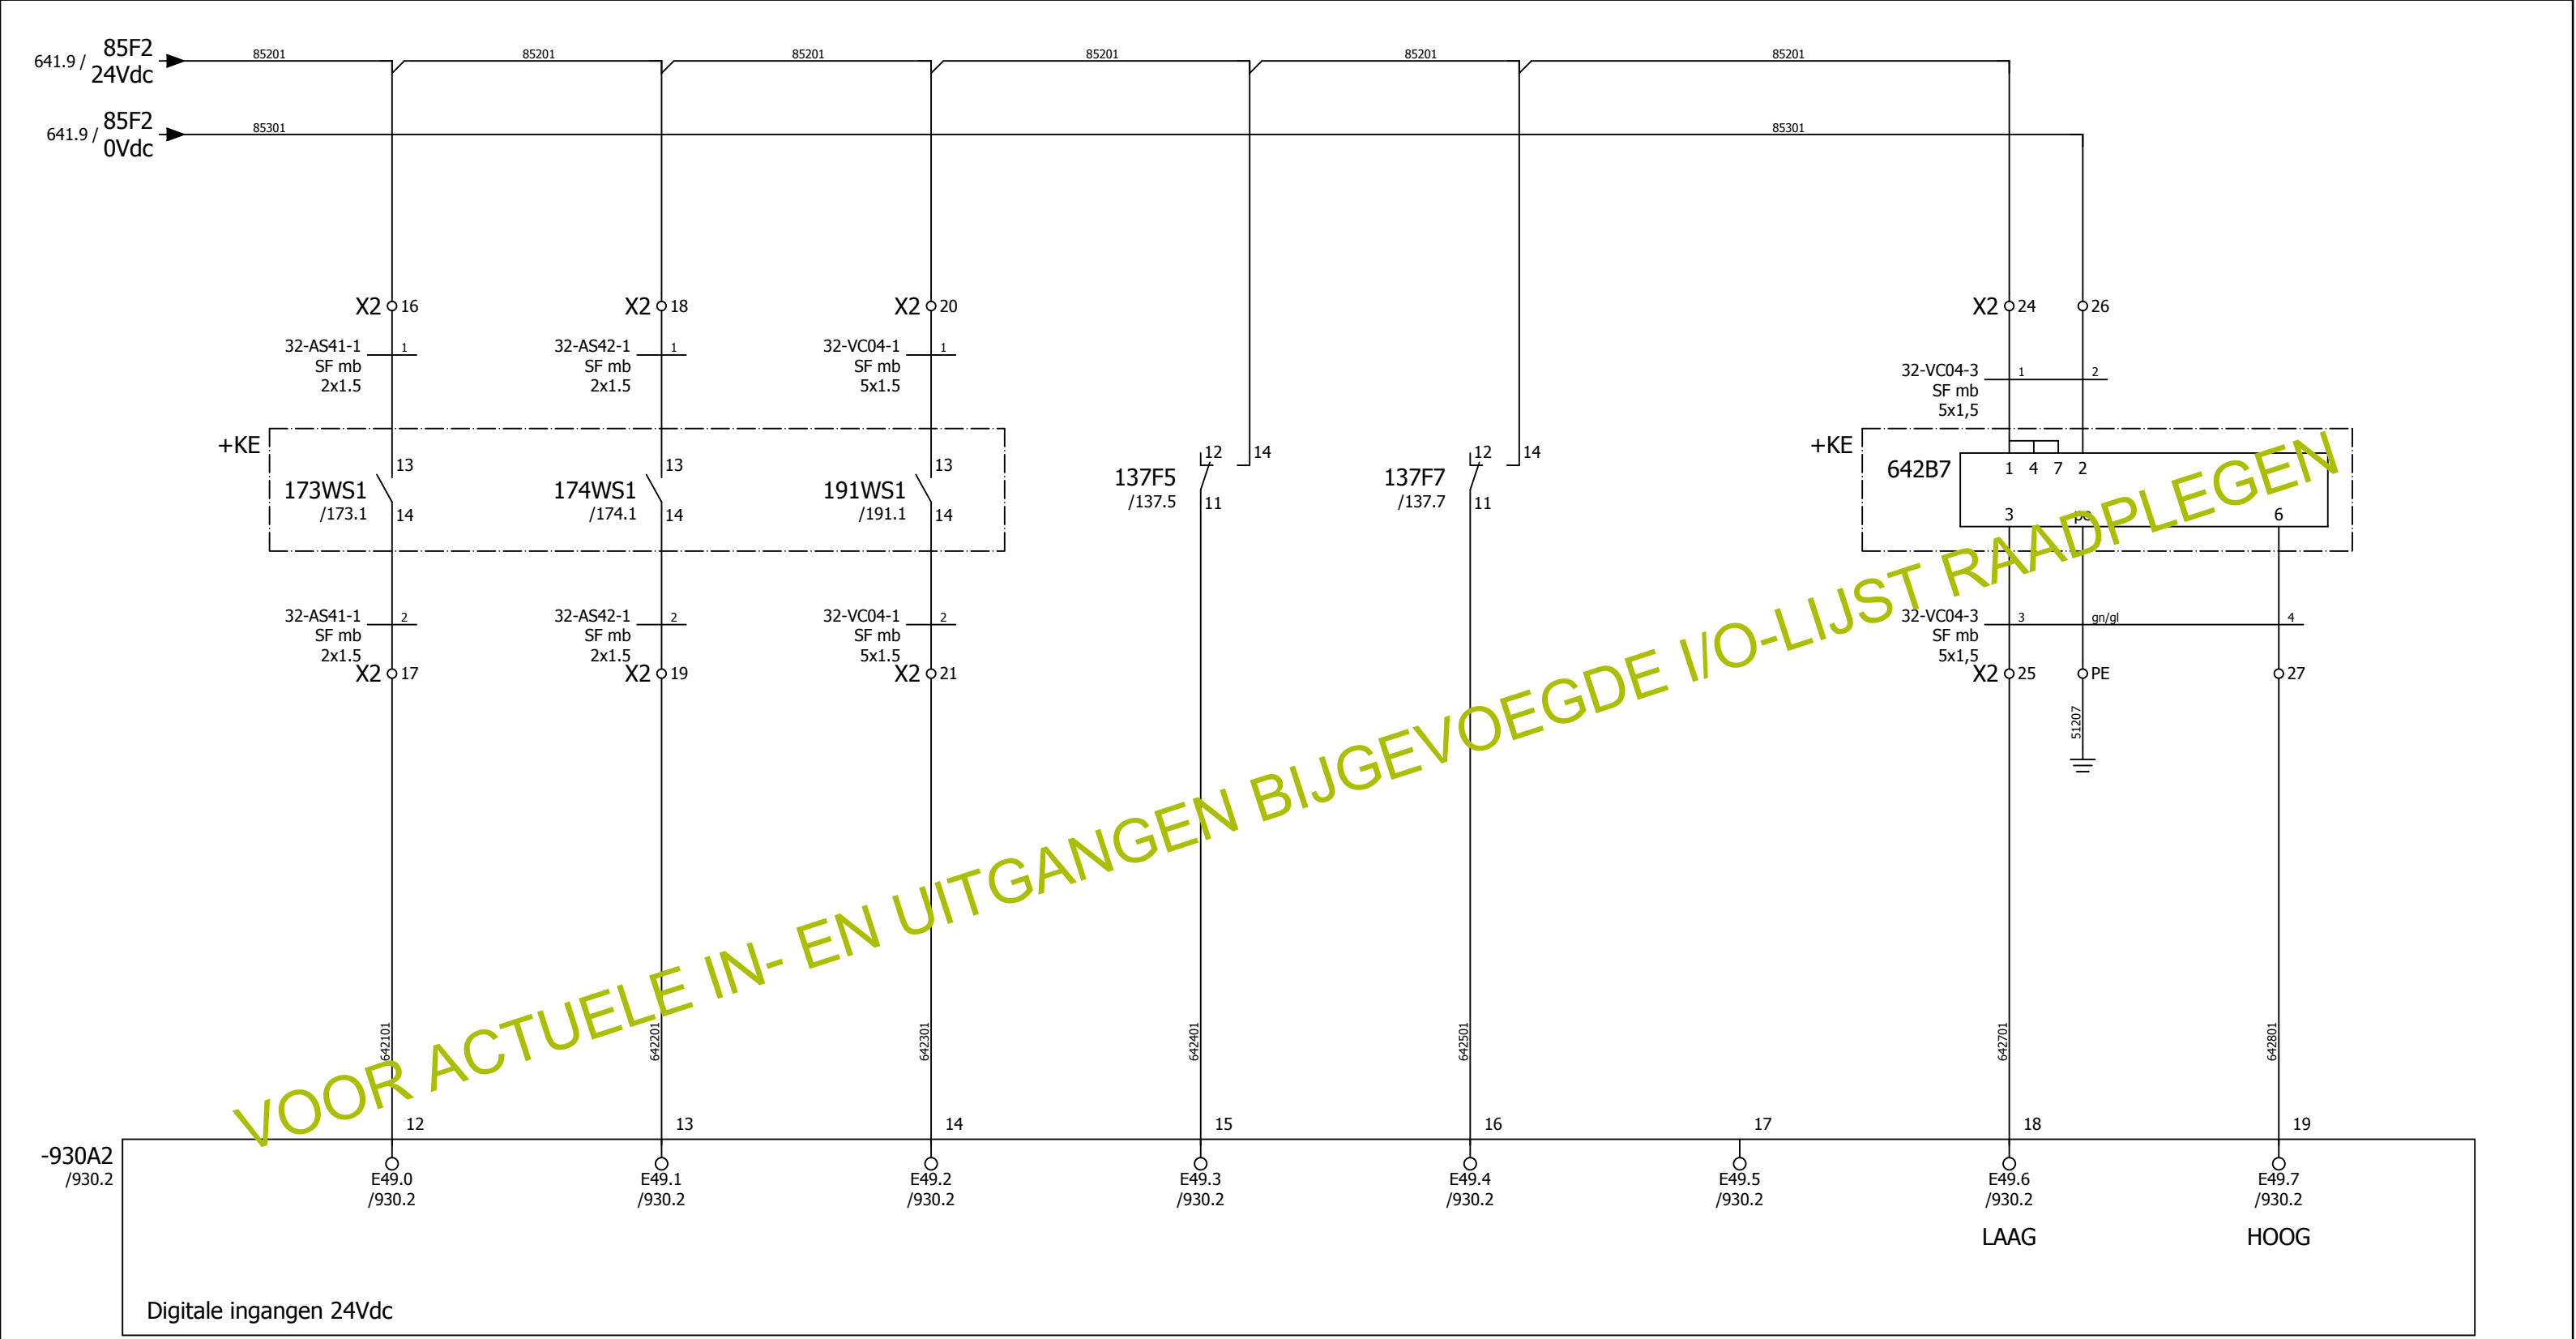 85F2
641.9 /
24Vdc
85201
85201
85201
85201
85201
85201
85F2
641.9 /
0Vdc
85301
85301
X2 16
X2 18
X2 20
X2 24
26
32-AS41-1 1
SF mb
2x1.5
32-AS42-1 1
SF mb
2x1.5
32-VC04-1 1
SF mb
5x1.5
32-VC04-3 1 2
SF mb
5x1,5
+KE
13
173WS1
/173.1
14
13
174WS1
/174.1
14
13
191WS1
/191.1
14
12 14
137F5
/137.5
11
12 14
137F7
/137.7
11
+KE
642B7
1 4 7 2
3 pe 6
32-AS41-1 2
SF mb
2x1.5
X2 17
32-AS42-1 2
SF mb
2x1.5
X2 19
32-VC04-1 2
SF mb
5x1.5
X2 21
32-VC04-3 3 gn/gl 4
SF mb
5x1,5
X2 25
PE
27
51207
VOOR ACTUELE IN- EN UITGANGEN BIJGEVOEGDE I/O-LIJST RAADPLEGEN
642101
642201
642301
642401
642501
642701
642801
12 13 14 15 16 17 18 19
-930A2
/930.2
E49.0
/930.2
E49.1
/930.2
E49.2
/930.2
E49.3
/930.2
E49.4
/930.2
E49.5
/930.2
E49.6
/930.2
LAAG
E49.7
/930.2
HOOG
Digitale ingangen 24Vdc